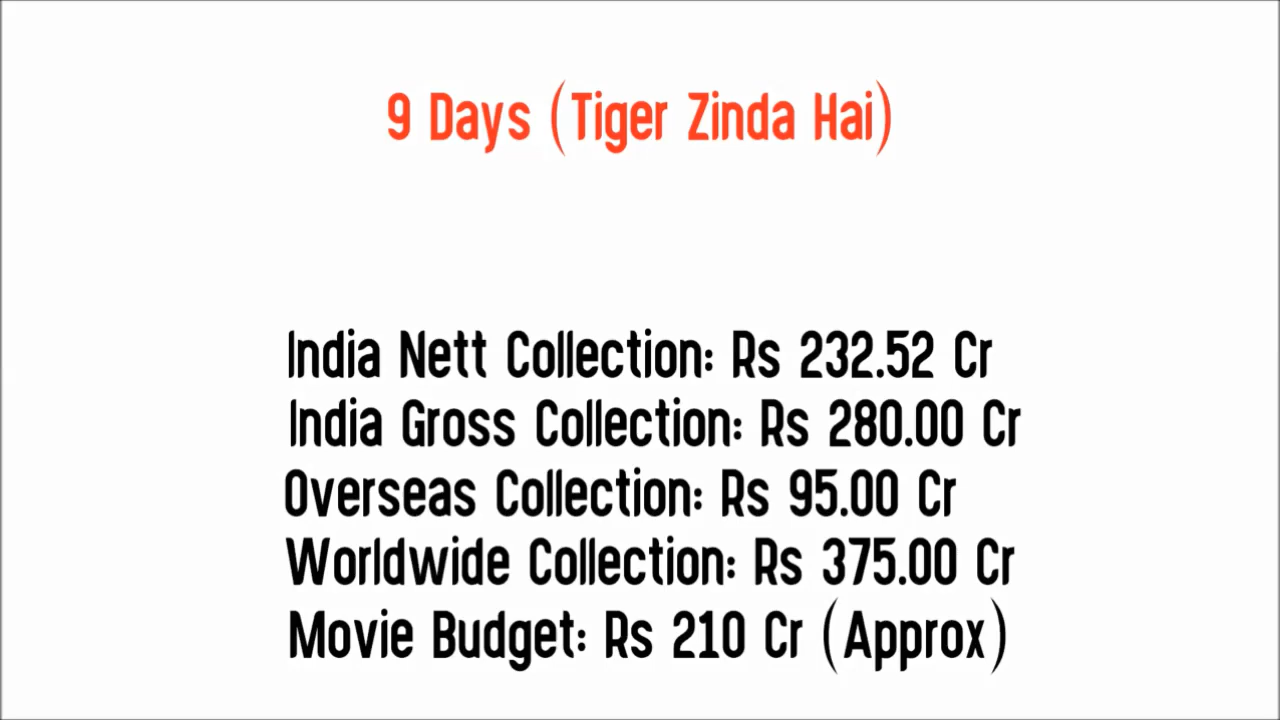 9 Days (Tiger Zinda Hai)
India Nett Collection: Rs 232.52 Cr
India Gross Collection: Rs 280.00 Cr
Overseas Collection: Rs 95.00 Cr
Worldwide Collection: Rs 375.00 Cr
Movie Budget: Rs 210 Cr (Approx)